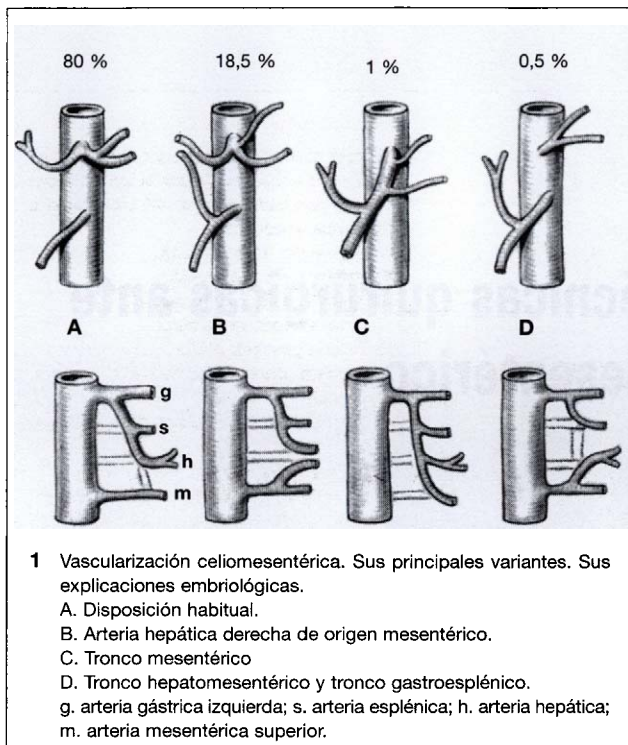 80 %
18,5 %
1 %
0,5 %
A
B
C
D
g
s
h
m
1 Vascularización celiomesentérica. Sus principales variantes. Sus
explicaciones embriológicas.
A. Disposición habitual.
B. Arteria hepática derecha de origen mesentérico.
C. Tronco mesentérico
D. Tronco hepatomesentérico y tronco gastroesplénico.
g. arteria gástrica izquierda; s. arteria esplénica; h. arteria hepática;
m. arteria mesentérica superior.